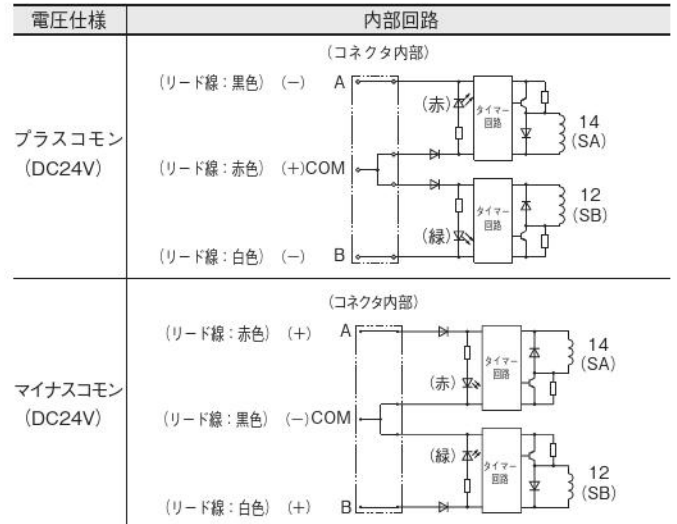 電圧仕様 内部回路
(コネクタ内部)
(リード線：黒色) (−) A
(赤)
タイマー
回路
14
(SA)
プラスコモン
(DC24V)
(リード線：赤色) (+)COM
12
(SB)
タイマー
回路
(緑)
(リード線：白色) (−) B
(コネクタ内部)
(リード線：赤色) (+) A
14
(SA)
タイマー
回路
(赤)
マイナスコモン
(DC24V)
(リード線：黒色) (−)COM
(緑)
タイマー
回路
12
(SB)
(リード線：白色) (+) B